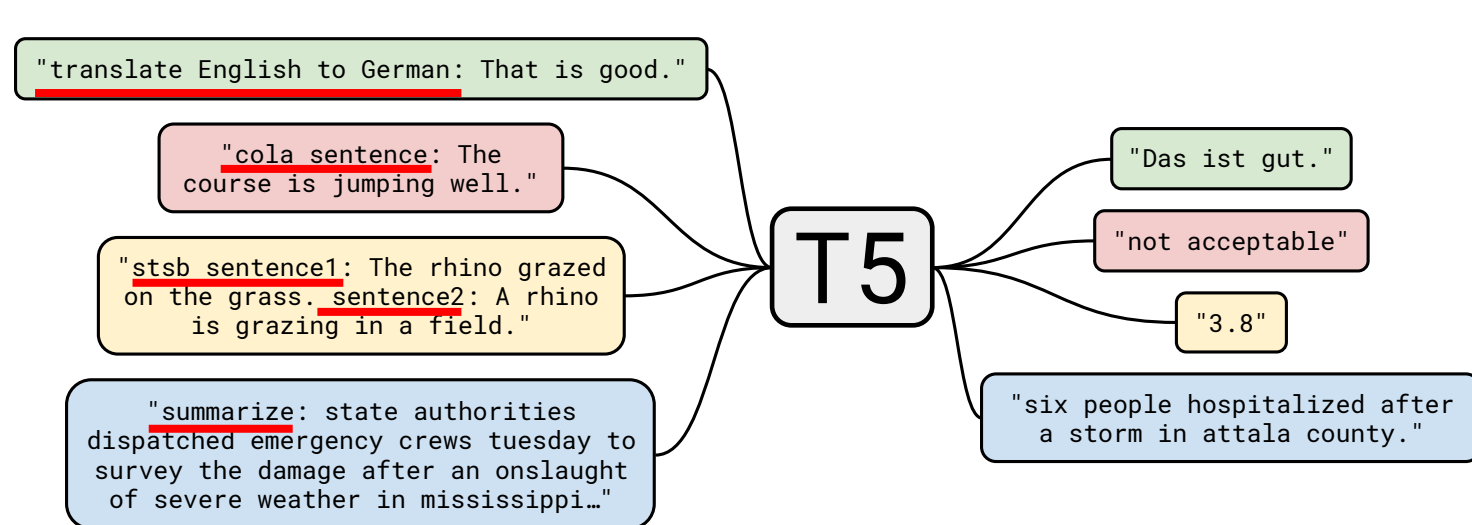 "translate English to German: That is good."
"cola sentence: The
course is jumping well."
"stsb sentence1: The rhino grazed
on the grass. sentence2: A rhino
is grazing in a field."
"summarize: state authorities
dispatched emergency crews tuesday to
survey the damage after an onslaught
of severe weather in mississippi…"
T5
"Das ist gut."
"not acceptable"
"3.8"
"six people hospitalized after
a storm in attala county."